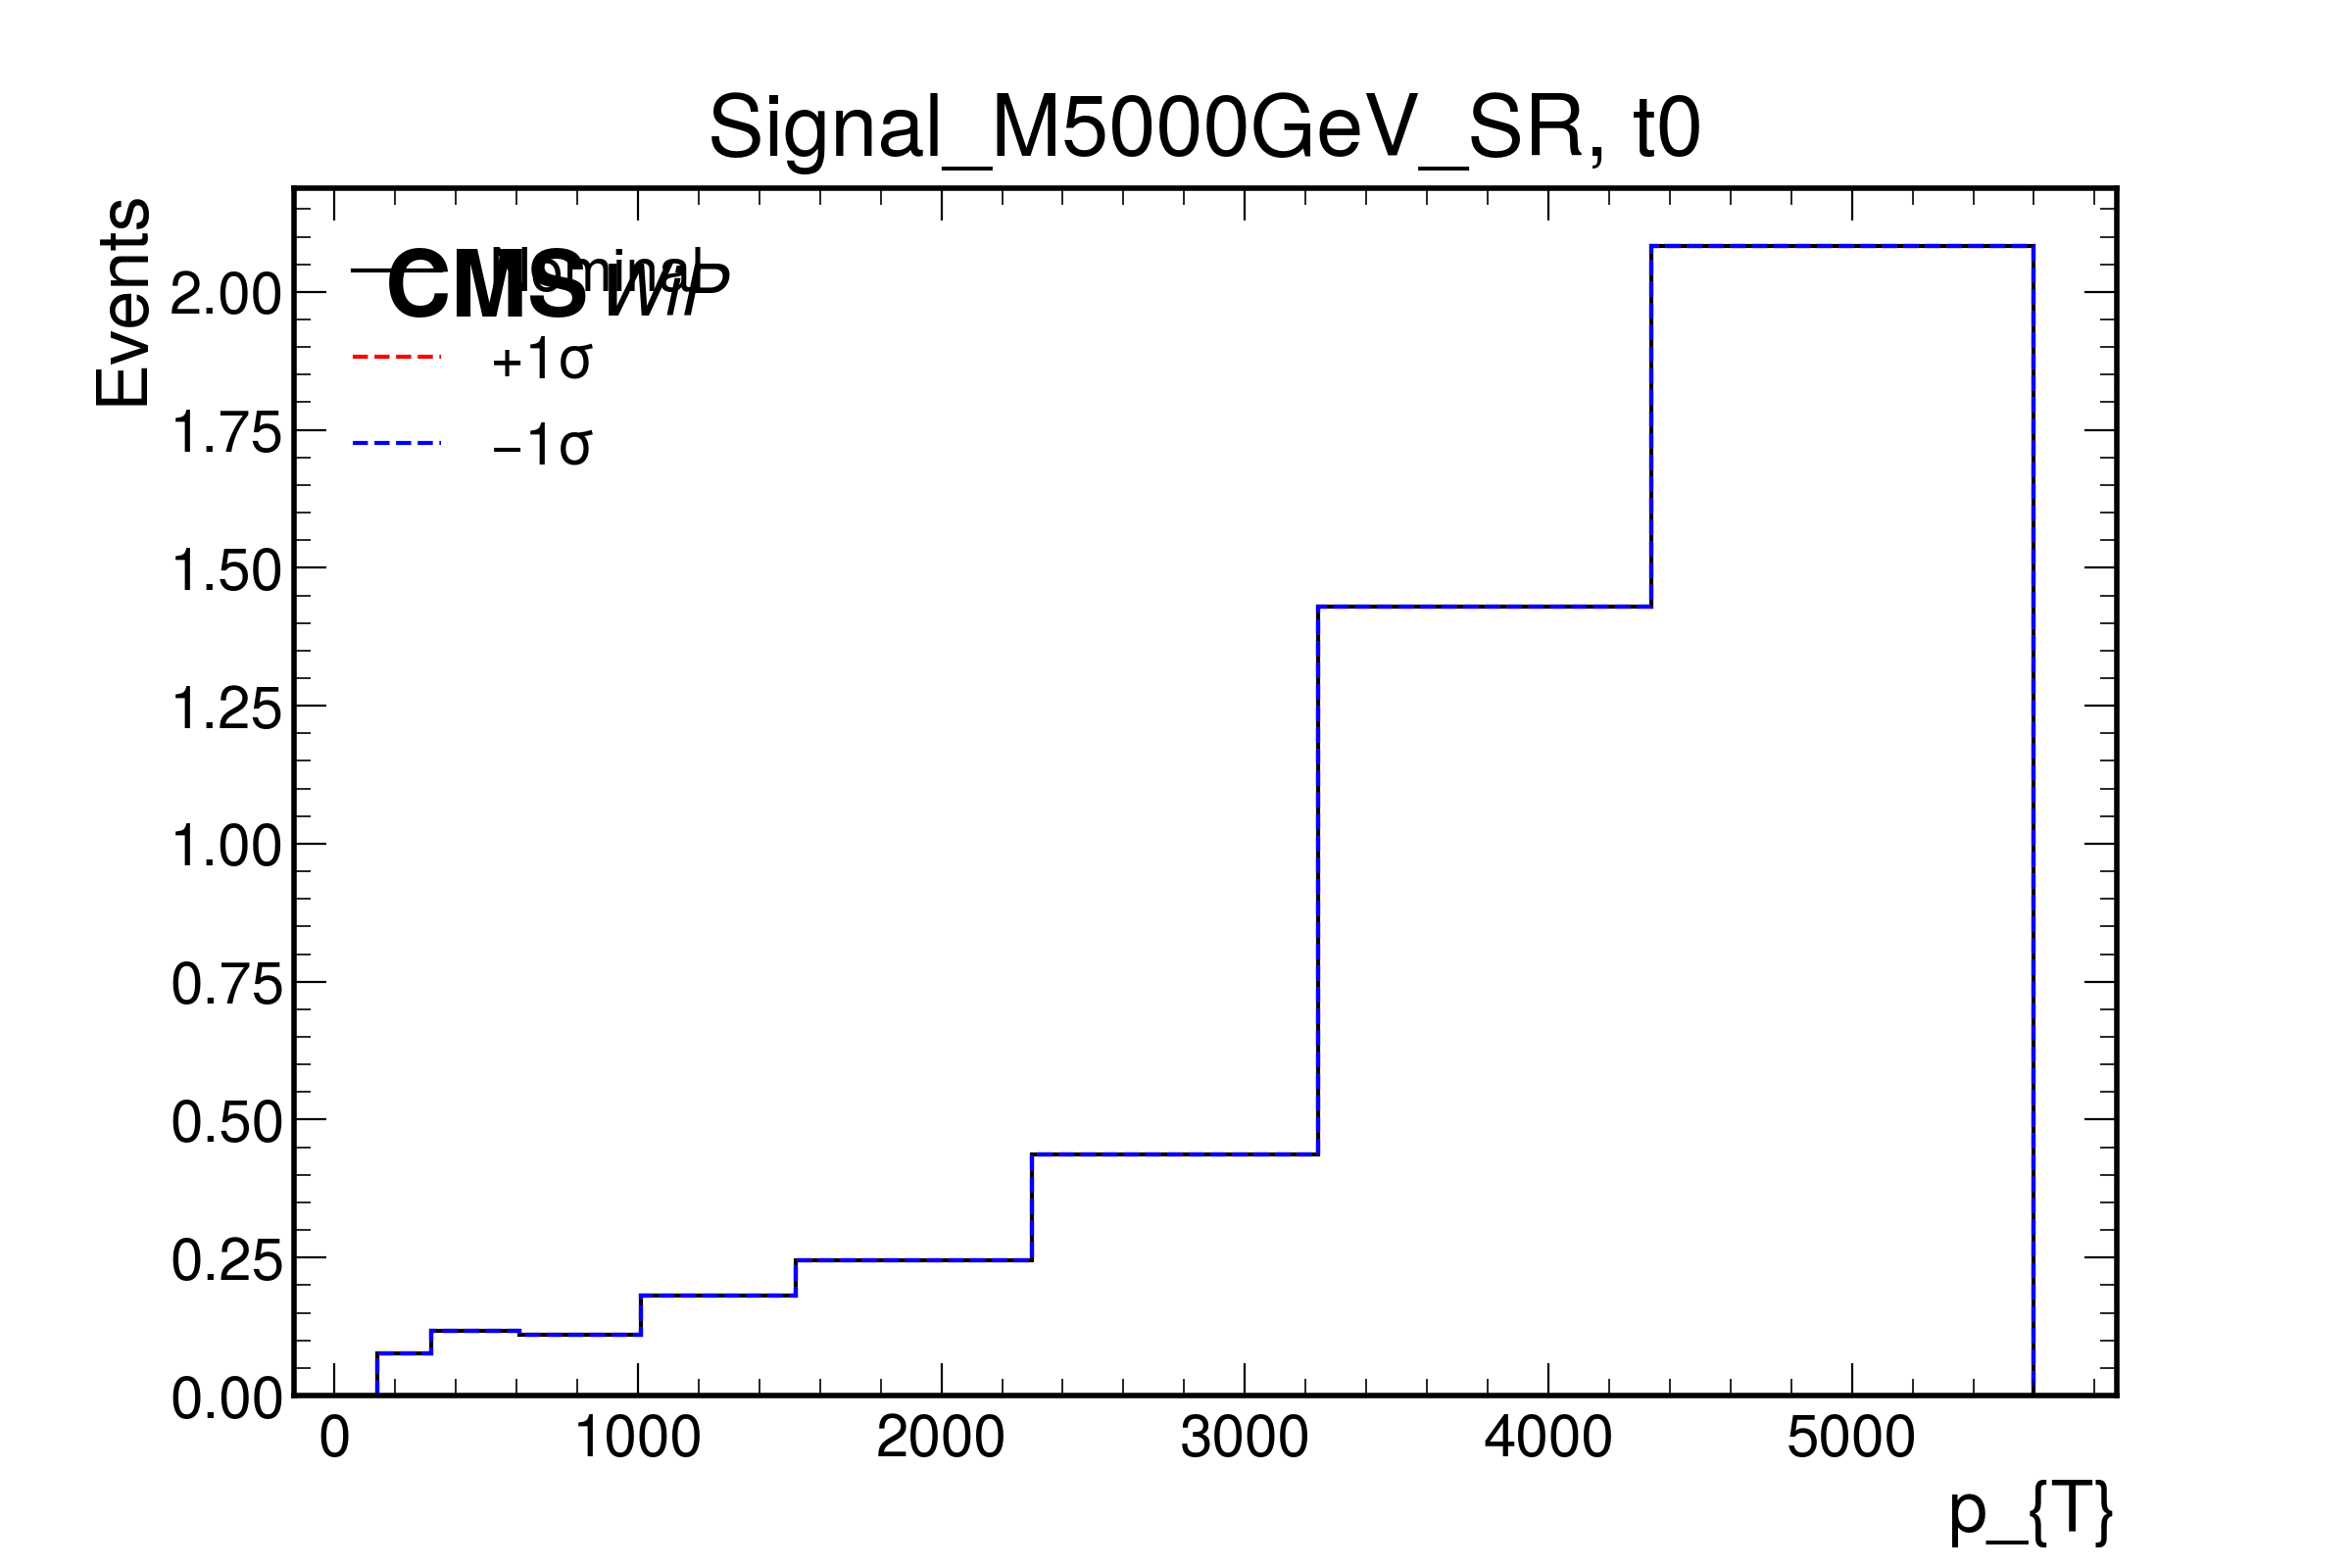 Signal_M5000GeV_SR, t0
Events
Nominal
CMS WiP
+1σ
−1σ
2.00
1.75
1.50
1.25
1.00
0.75
0.50
0.25
0.00
0 1000 2000 3000 4000 5000
p_{T}